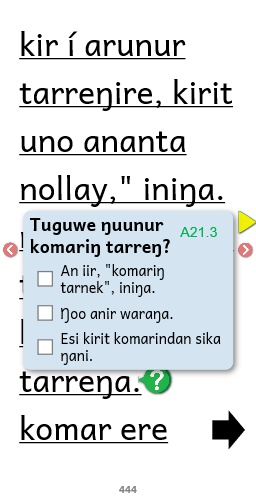 kir í arunur
tarreŋire, kirit
uno ananta
nollay," iniŋa.
Tuguwe ŋuunur
komariŋ tarreŋ?
A21.3
An iir, "komariŋ
tarnek", iniŋa.
Ŋoo anir waraŋa.
Esi kirit komarindan sika
ŋani.
tarreŋa.
?
komar ere
444